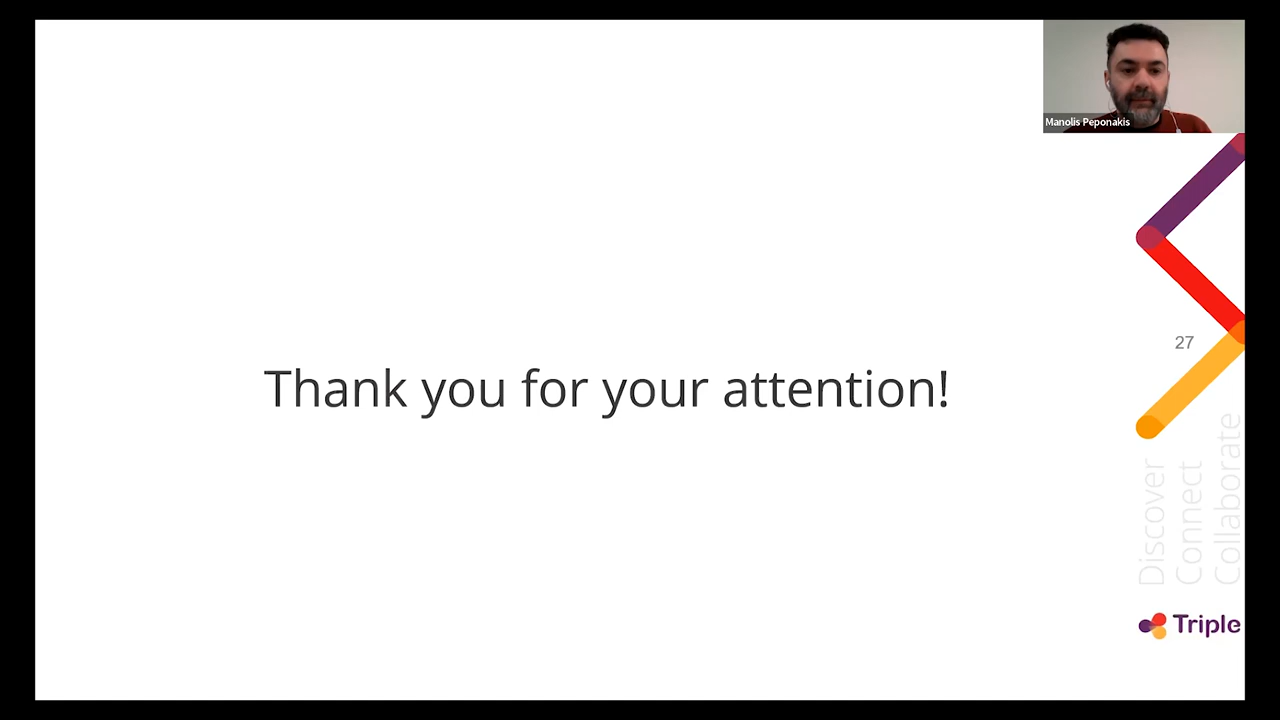 Manolis Peponakis
27
Thank you for your attention!
Discover
Connect
Collaborate
Triple